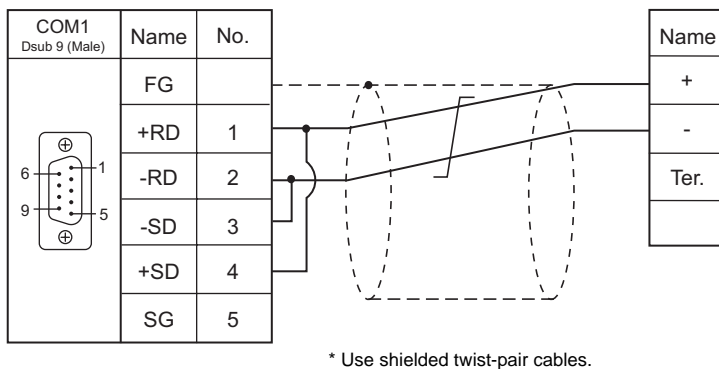 COM1
Dsub 9 (Male)
Name No.
FG
+RD 1
-RD 2
-SD 3
+SD 4
SG 5
6 1
9 5
Name
+
-
Ter.
* Use shielded twist-pair cables.